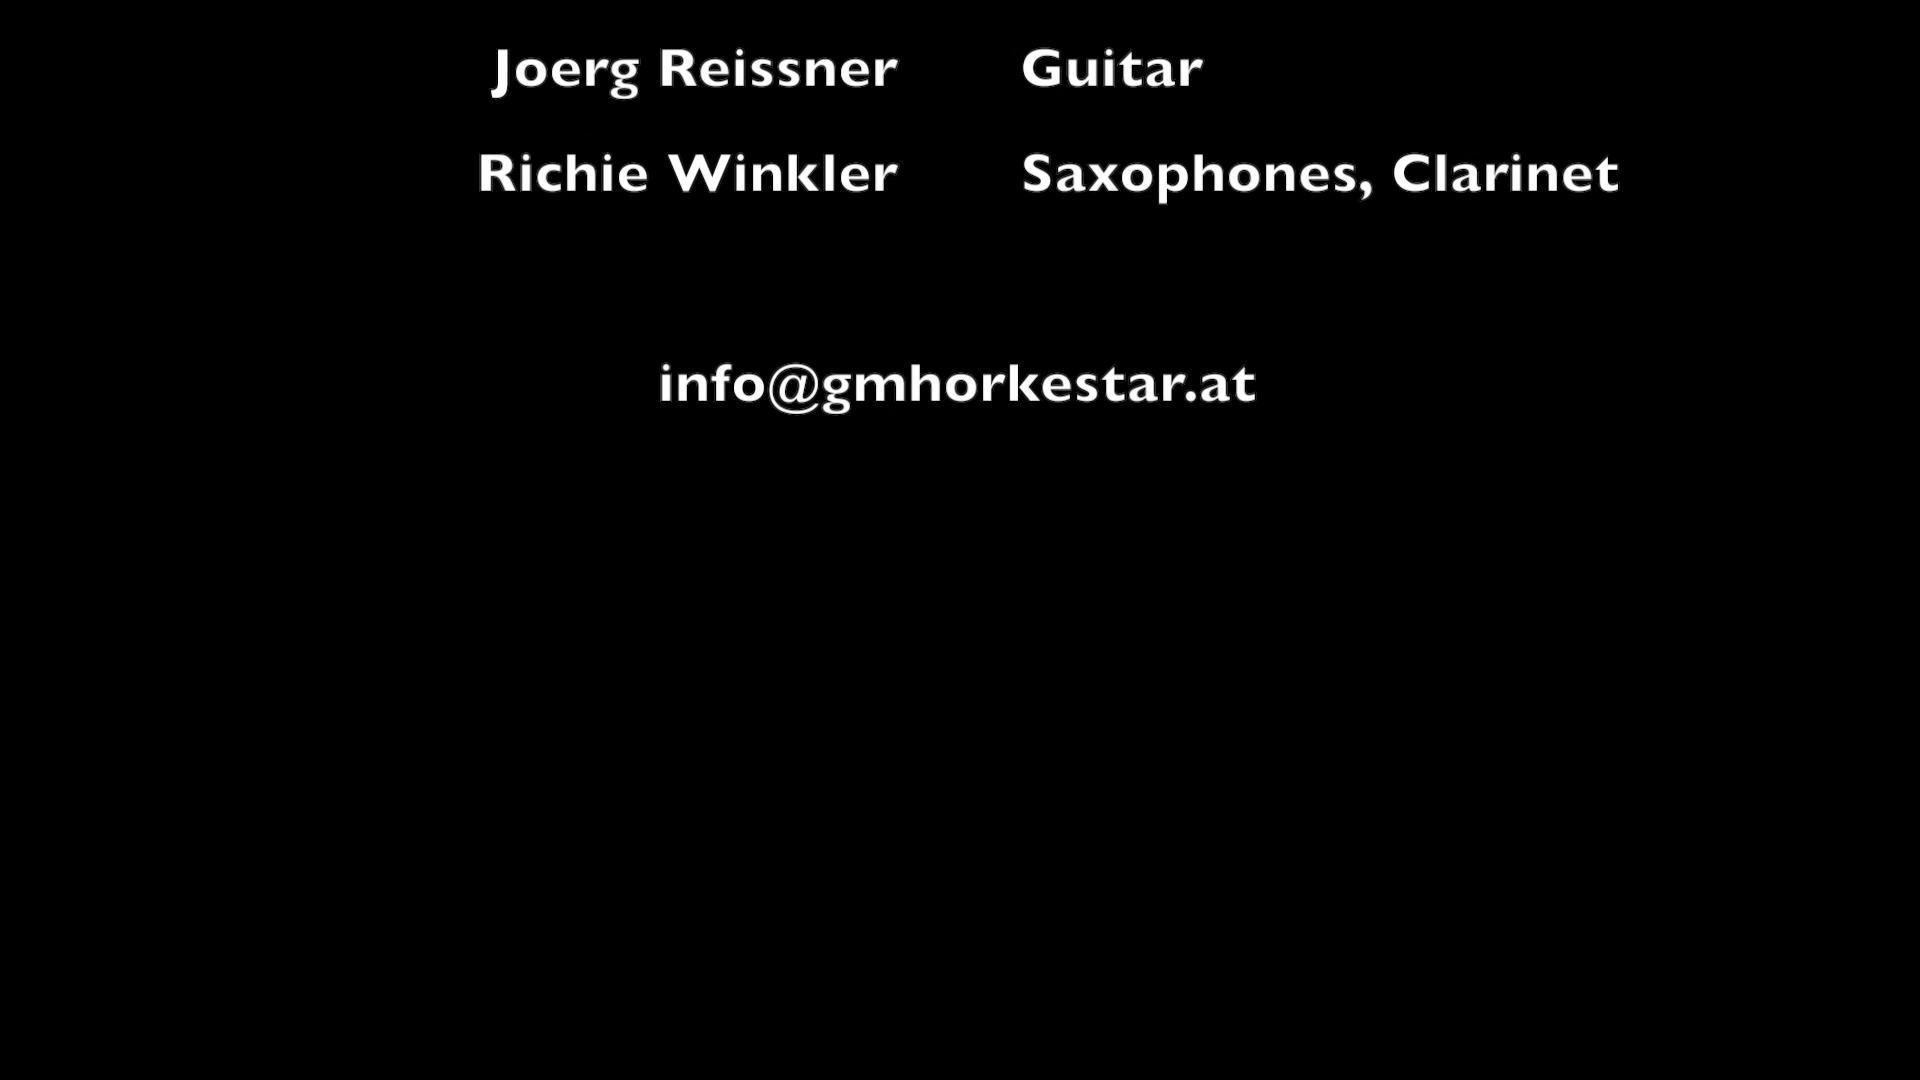 Joerg Reissner Guitar
Richie Winkler Saxophones, Clarinet
info@gmhorkestar.at